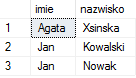 imie nazwisko
1 Agata Xsinska
2 Jan Kowalski
3 Jan Nowak